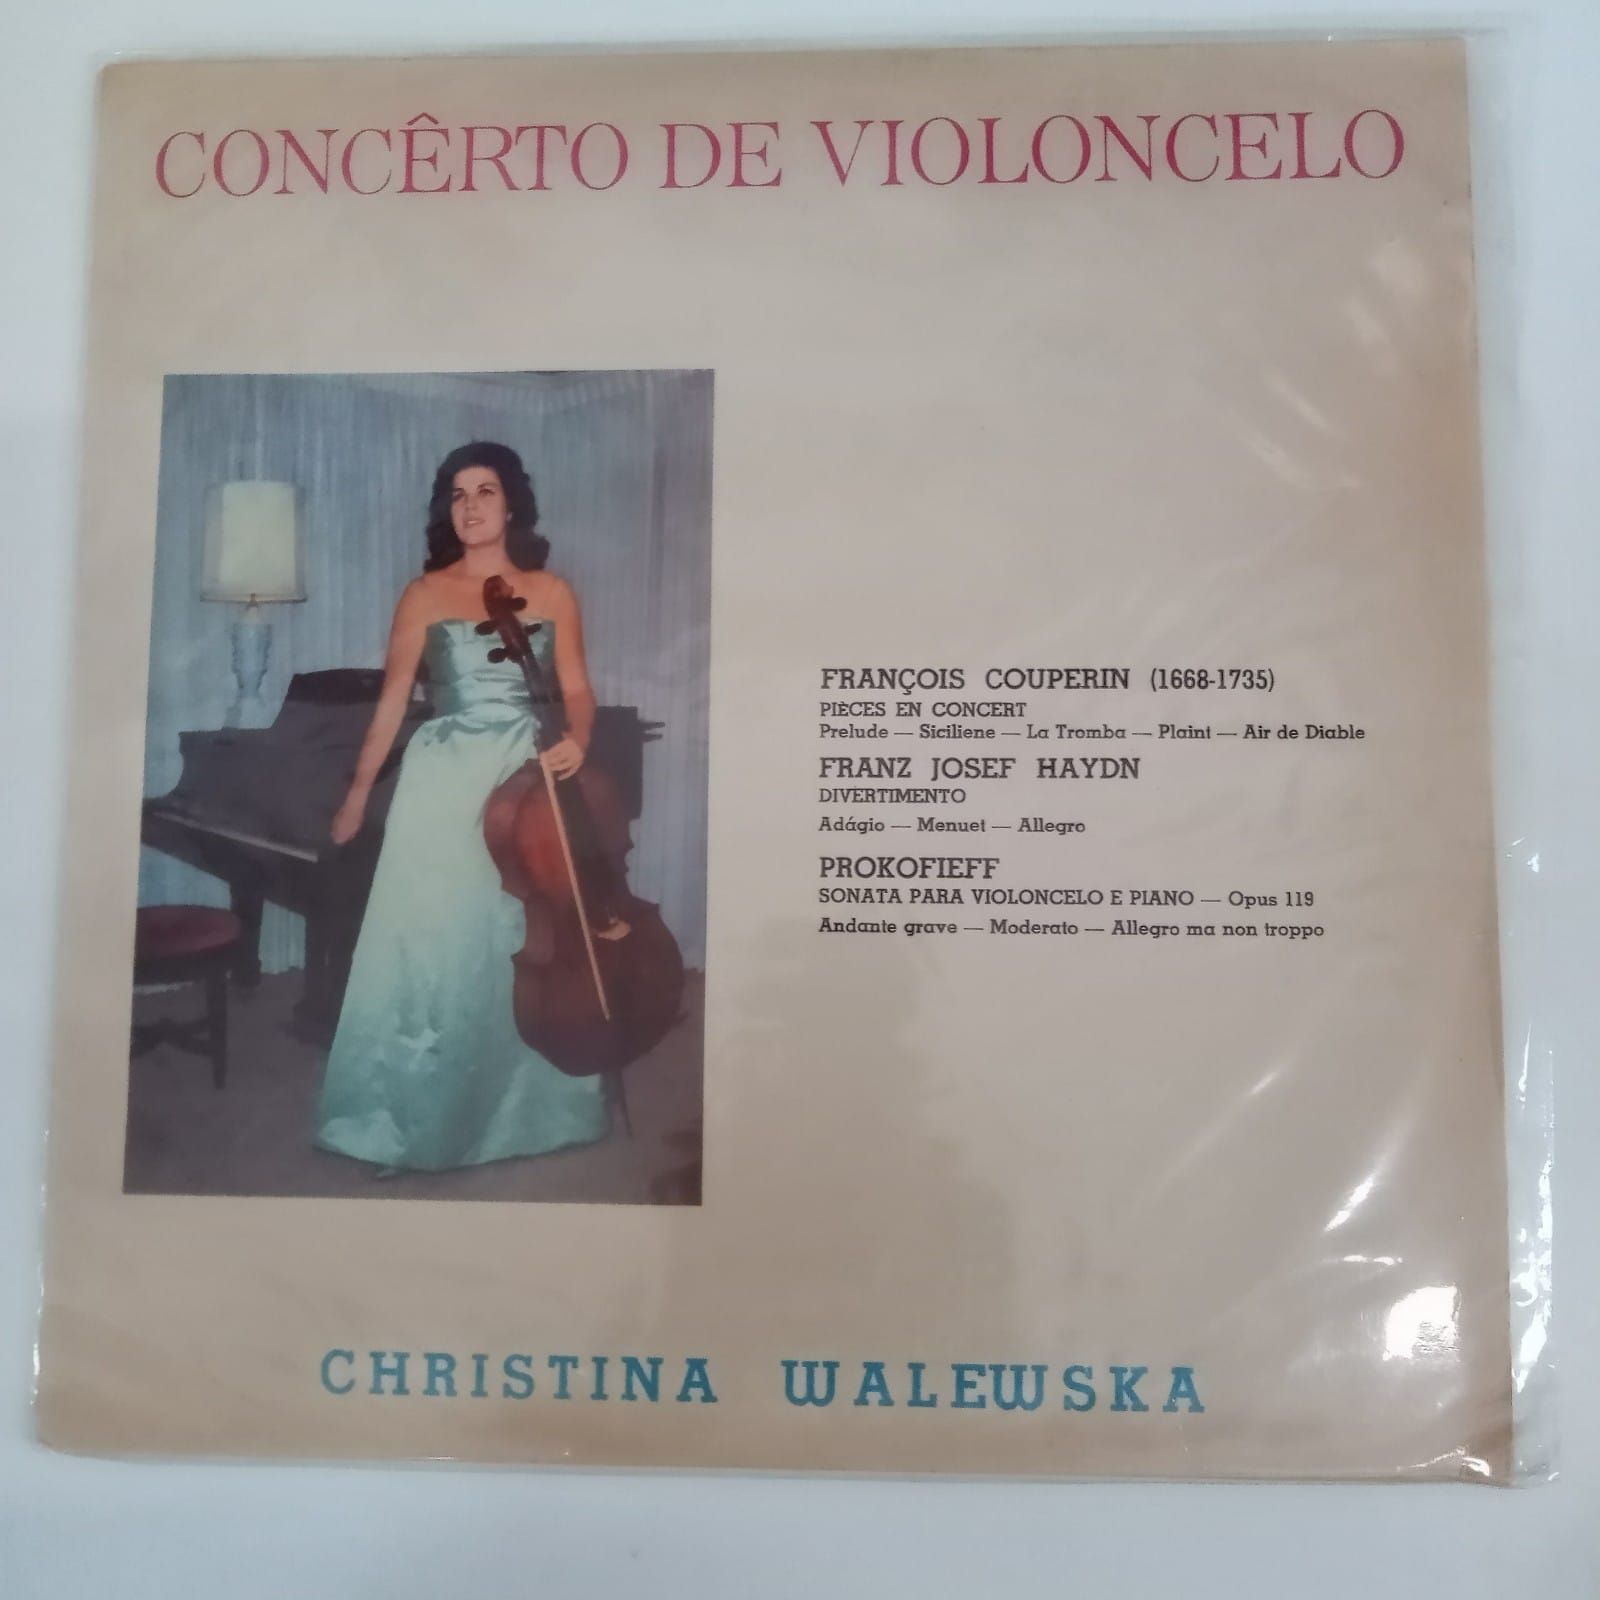 CONCÊRTO DE VIOLONCELO
FRANÇOIS COUPERIN (1668-1735)
PIÈCES EN CONCERT
Prelude — Siciliene — La Tromba — Plaint — Air de Diable
FRANZ JOSEF HAYDN
DIVERTIMENTO
Adágio — Menuet — Allegro
PROKOFIEFF
SONATA PARA VIOLONCELO E PIANO — Opus 119
Andante grave — Moderato — Allegro ma non troppo
CHRISTINA WALEWSKA